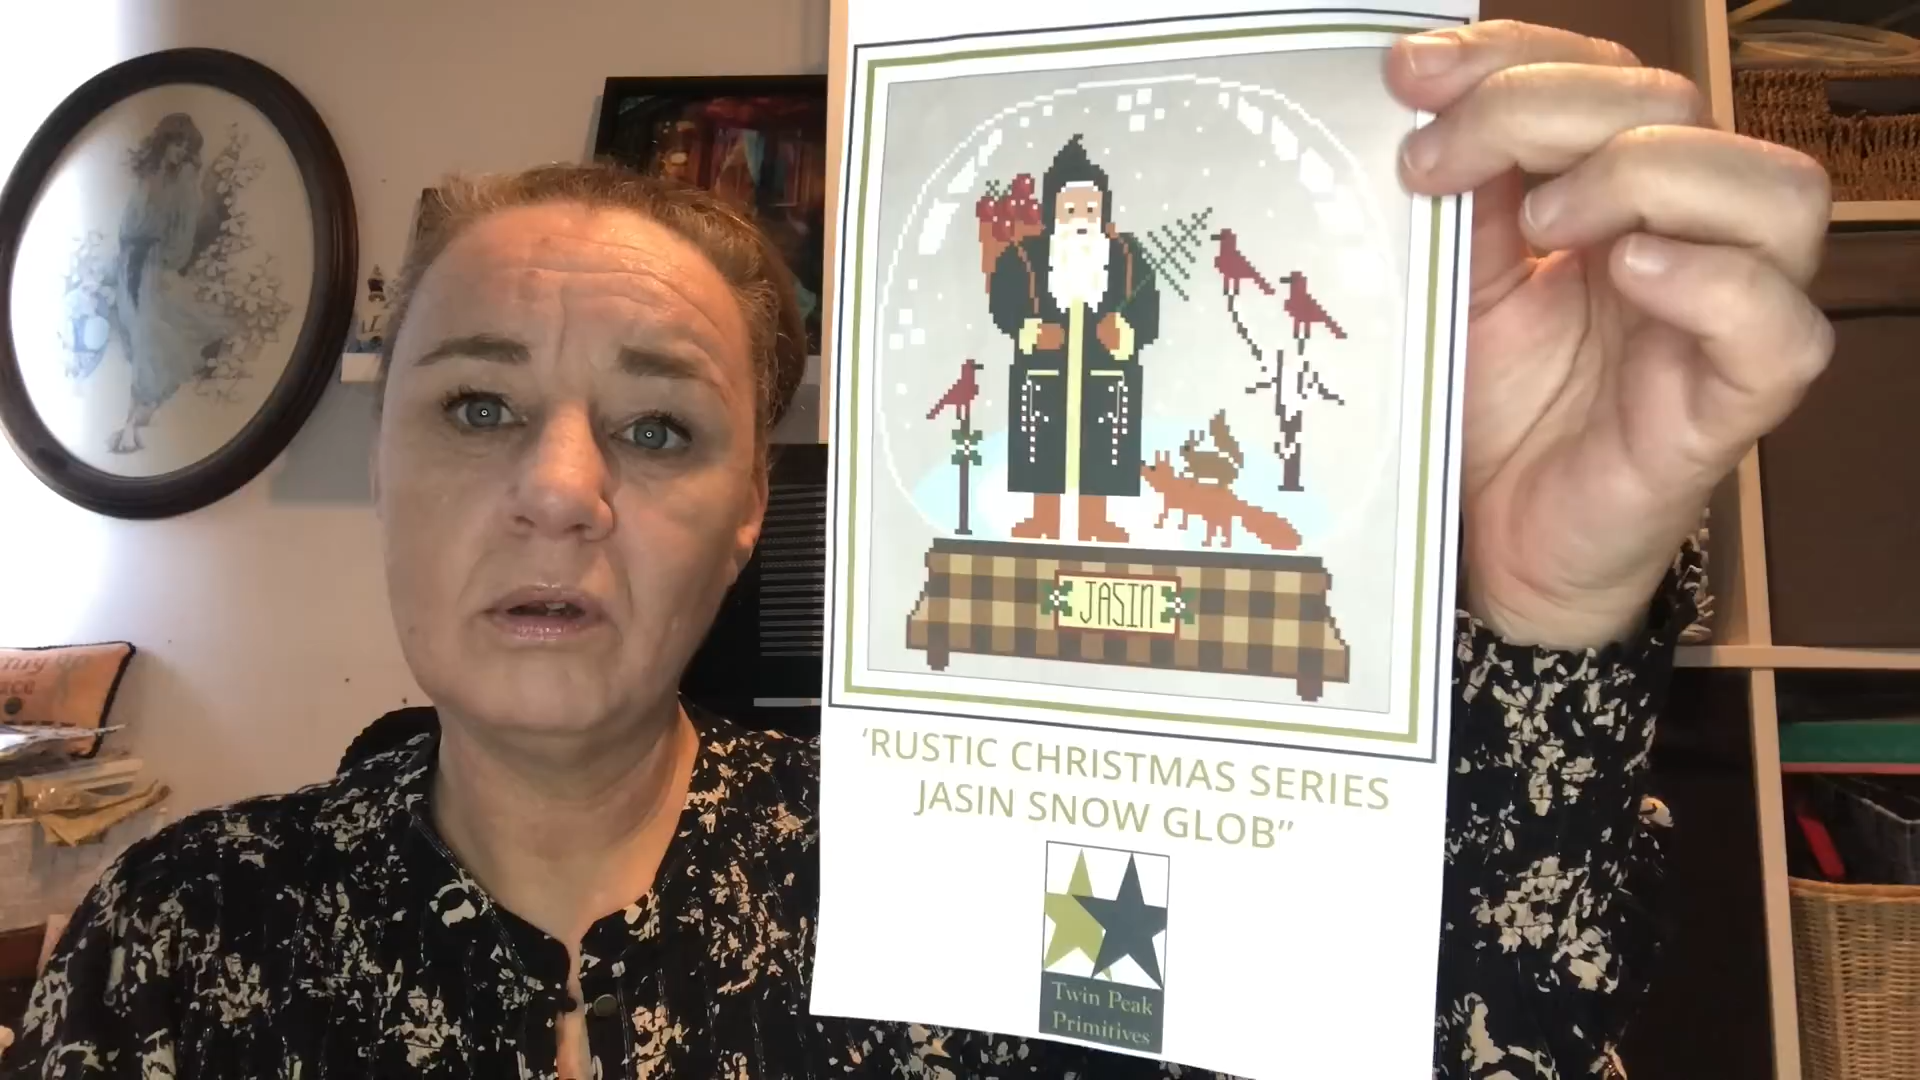 JASIN
‘RUSTIC CHRISTMAS SERIES
JASIN SNOW GLOB”
Twin Peak
Primitives